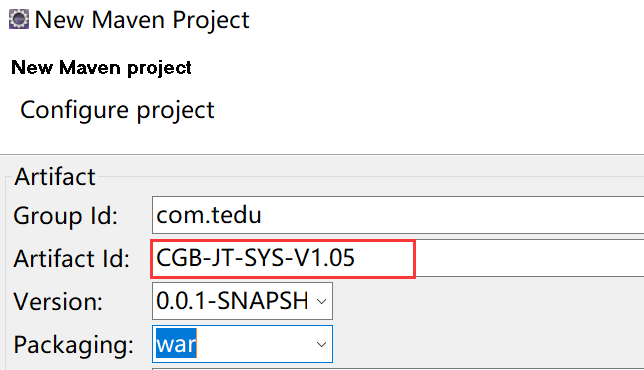 New Maven Project
New Maven project
Configure project
Artifact
Group Id: com.tedu
Artifact Id: CGB-JT-SYS-V1.05
Version: 0.0.1-SNAPSH
Packaging: war